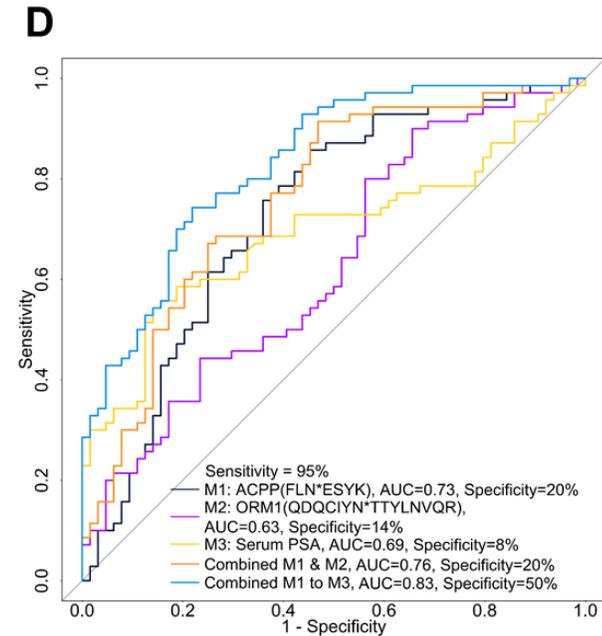 D
1.0
0.8
0.6
0.4
0.2
0.0
Sensitivity
Sensitivity = 95%
M1: ACPP(FLN*ESYK), AUC=0.73, Specificity=20%
M2: ORM1(QDQCIYN*TTYLNVQR),
AUC=0.63, Specificity=14%
M3: Serum PSA, AUC=0.69, Specificity=8%
Combined M1 & M2, AUC=0.76, Specificity=20%
Combined M1 to M3, AUC=0.83, Specificity=50%
0.0 0.2 0.4 0.6 0.8 1.0
1 - Specificity